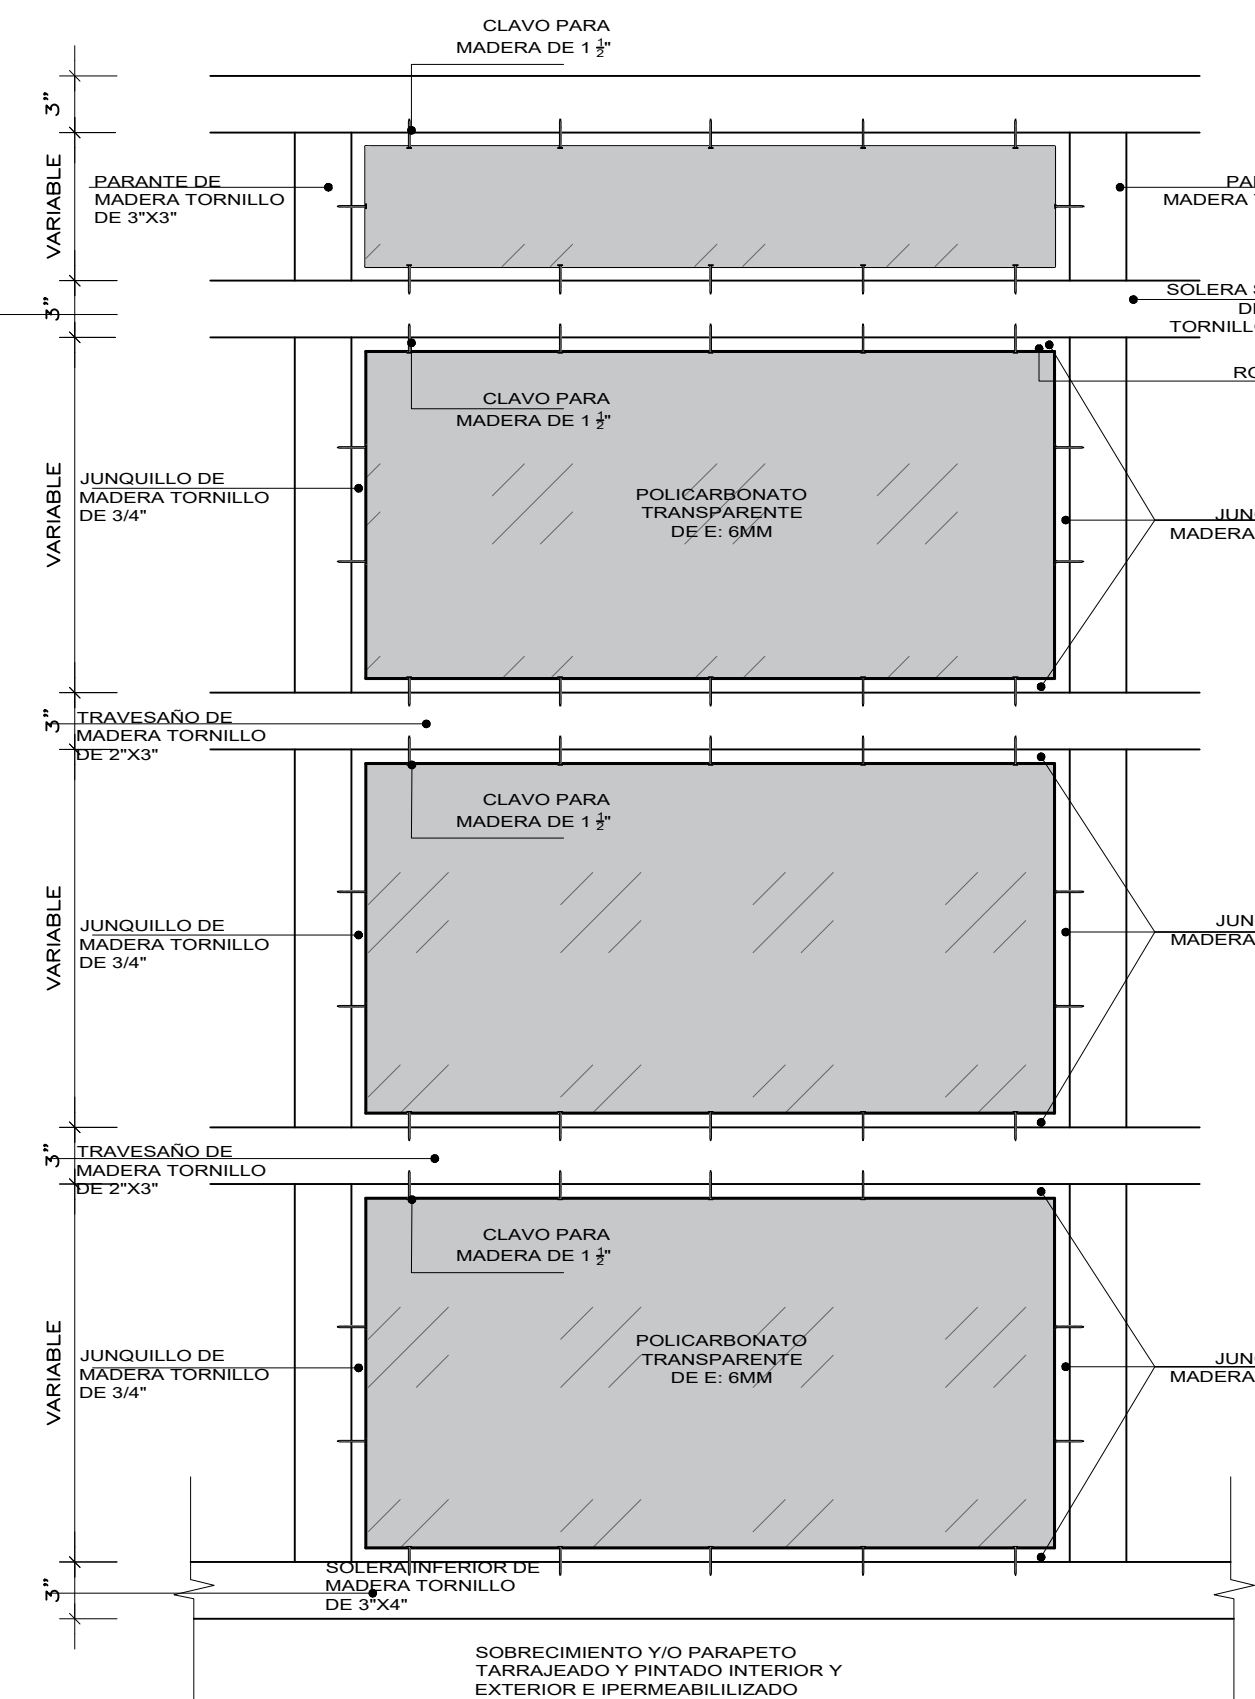 CLAVO PARA
MADERA DE 1 1/2"
3"
VARIABLE
PARANTE DE
MADERA TORNILLO
DE 3"X3"
MADERA
3"
SOLERA
TORNILLO
CLAVO PARA
MADERA DE 1 1/2"
VARIABLE
JUNQUILLO DE
MADERA TORNILLO
DE 3/4"
POLICARBONATO
TRANSPARENTE
DE E: 6MM
MADERA
3"
TRAVESAÑO DE
MADERA TORNILLO
DE 2"X3"
CLAVO PARA
MADERA DE 1 1/2"
VARIABLE
JUNQUILLO DE
MADERA TORNILLO
DE 3/4"
MADERA
3"
TRAVESAÑO DE
MADERA TORNILLO
DE 2"X3"
CLAVO PARA
MADERA DE 1 1/2"
VARIABLE
JUNQUILLO DE
MADERA TORNILLO
DE 3/4"
POLICARBONATO
TRANSPARENTE
DE E: 6MM
MADERA
3"
SOLERA INFERIOR DE
MADERA TORNILLO
DE 3"X4"
SOBRECIMIENTO Y/O PARAPETO
TARRAJEADO Y PINTADO INTERIOR Y
EXTERIOR E IPERMEABILILIZADO